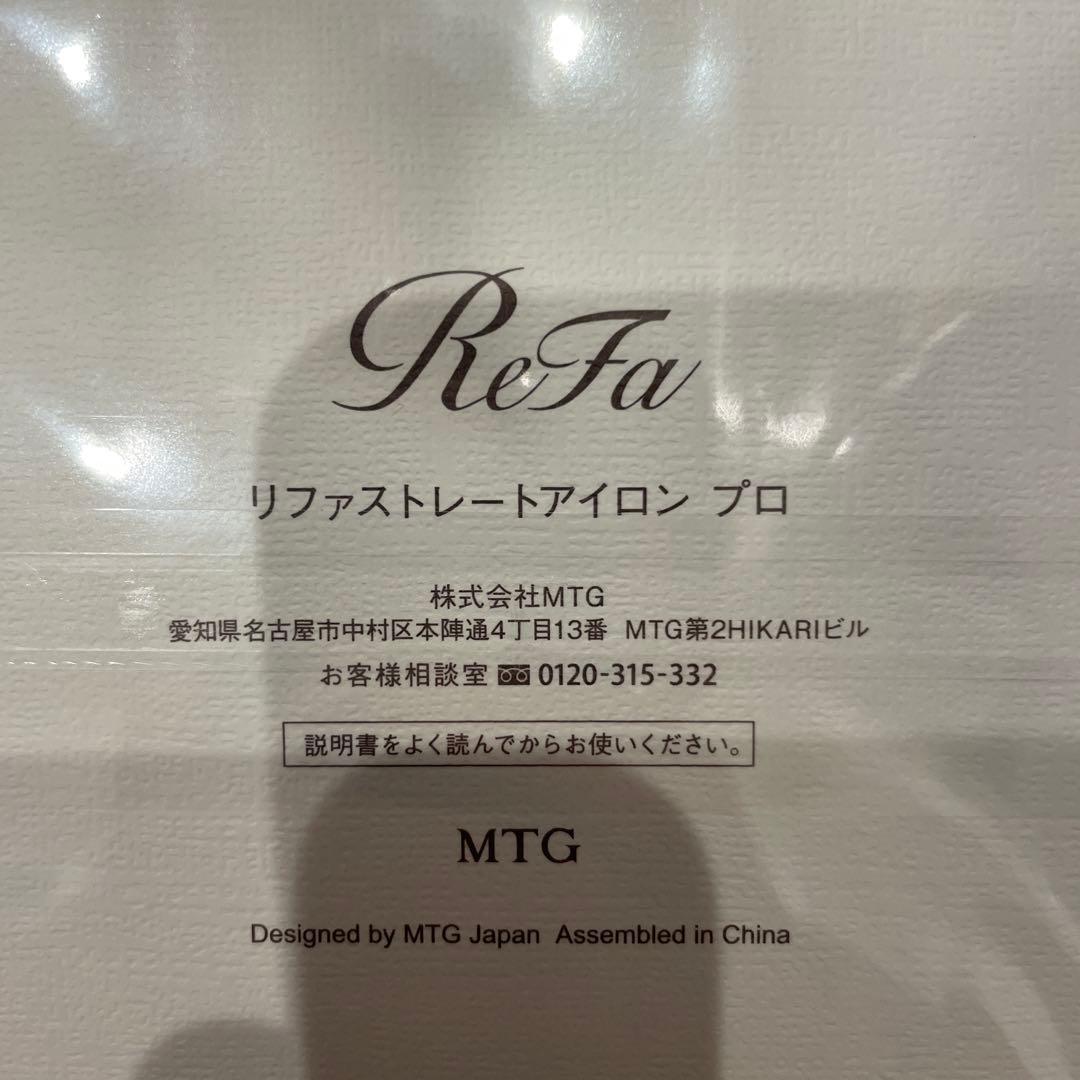 ReFa
リファストレートアイロン プロ
株式会社MTG
愛知県名古屋市中村区本陣通4丁目13番 MTG第2HIKARIビル
お客様相談室 0120-315-332
説明書をよく読んでからお使いください。
MTG
Designed by MTG Japan Assembled in China